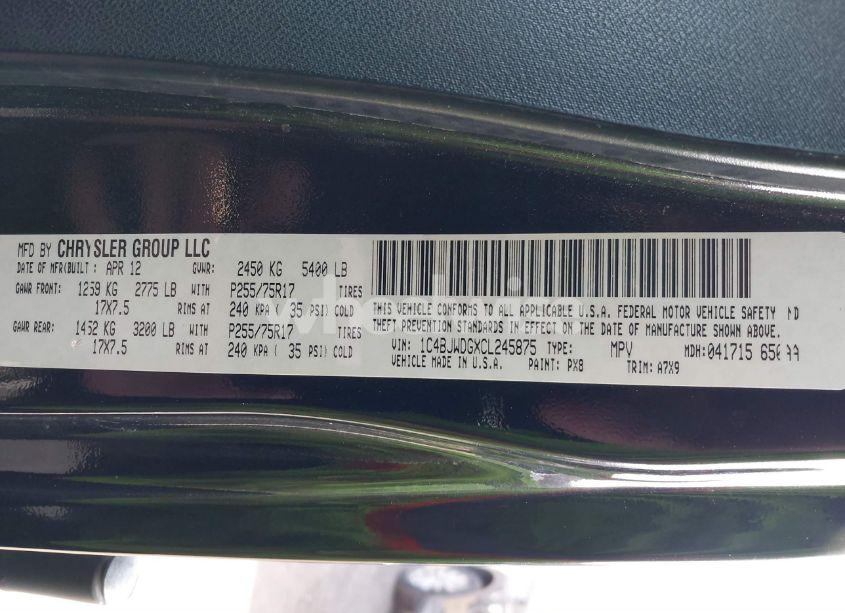 MFD BY CHRYSLER GROUP LLC
DATE OF MFR(BUILT: APR 12 GVWR: 2450 KG 5400 LB
GAWR FRONT: 1259 KG 2775 LB WITH P255/75R17 TIRES
17X7.5 RIMS AT 240 KPA ( 35 PSI) COLD
GAWR REAR: 1452 KG 3200 LB WITH P255/75R17 TIRES
17X7.5 RIMS AT 240 KPA ( 35 PSI) COLD
THIS VEHICLE CONFORMS TO ALL APPLICABLE U.S.A. FEDERAL MOTOR VEHICLE SAFETY
THEFT PREVENTION STANDARDS IN EFFECT ON THE DATE OF MANUFACTURE SHOWN ABOVE.
VIN: 1C4BJWDGXCL245875 TYPE: MPV MDH: 041715
VEHICLE MADE IN U.S.A. PAINT: PX8 TRIM: A7X9